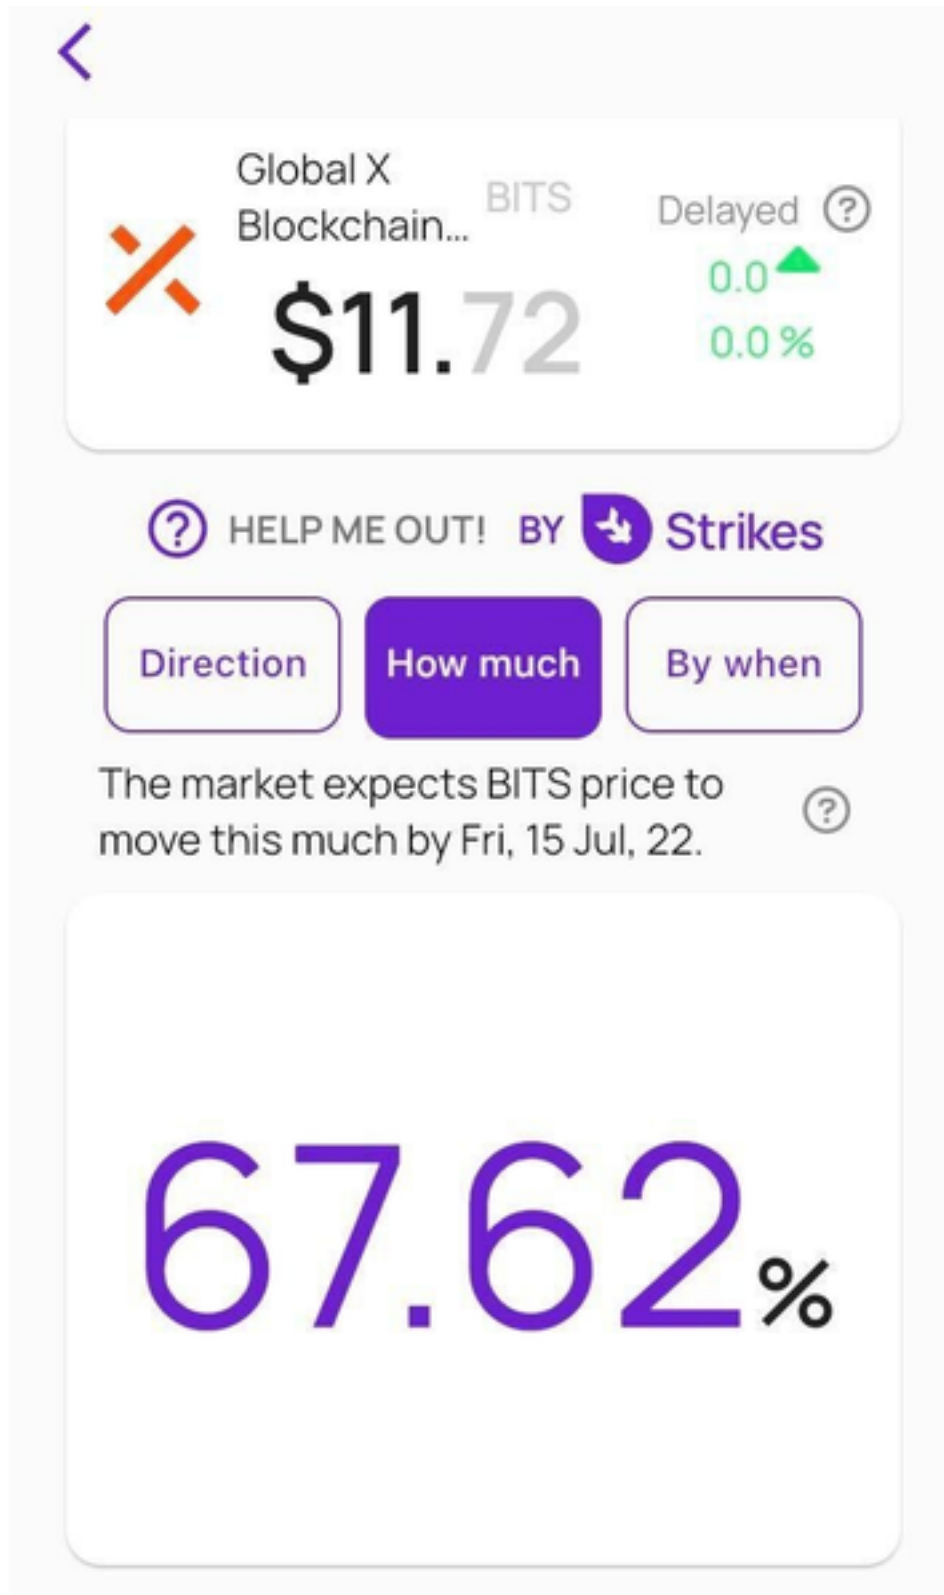 Global X
Blockchain...
BITS
$11.72
Delayed ?
0.0
0.0 %
? HELP ME OUT! BY Strikes
Direction
How much
By when
The market expects BITS price to
move this much by Fri, 15 Jul, 22.
?
67.62%